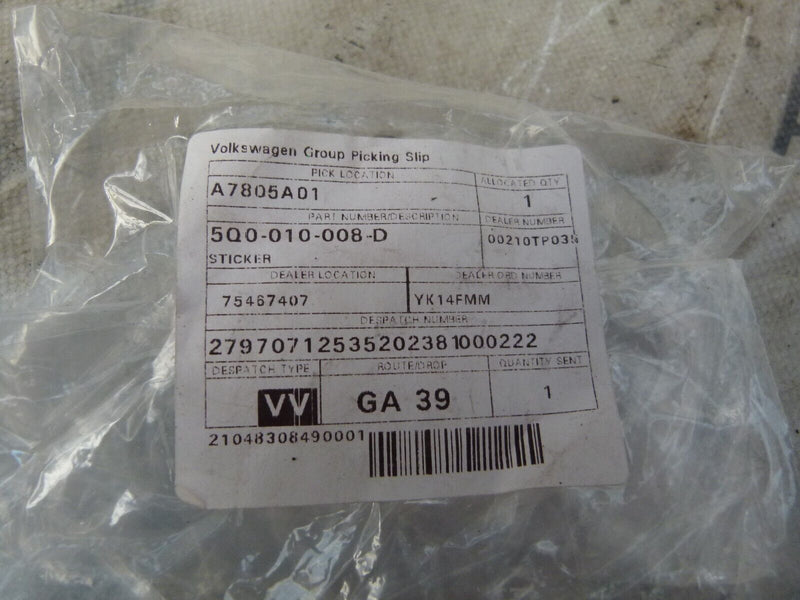 Volkswagen Group Picking Slip
PICK LOCATION
ALLOCATED QTY
A7805A01
1
PART NUMBER/DESCRIPTION
DEALER NUMBER
5Q0-010-008-D
00210TP03
STICKER
DEALER LOCATION
DEALER ORD NUMBER
75467407
YK14FMM
DESPATCH NUMBER
27970712535202381000222
DESPATCH TYPE
ROUTE/DROP
QUANTITY SENT
VV
GA 39
1
21048308490001